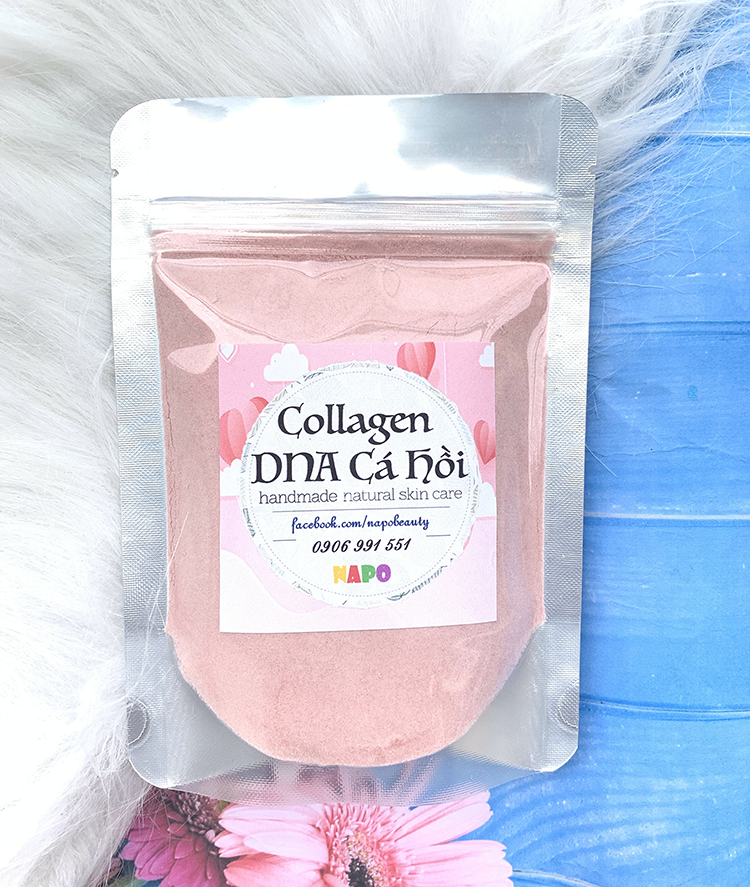 Collagen
DNA Cá Hồi
handmade natural skin care
facebook.com/napobeauty
0906 991 551
NAPO